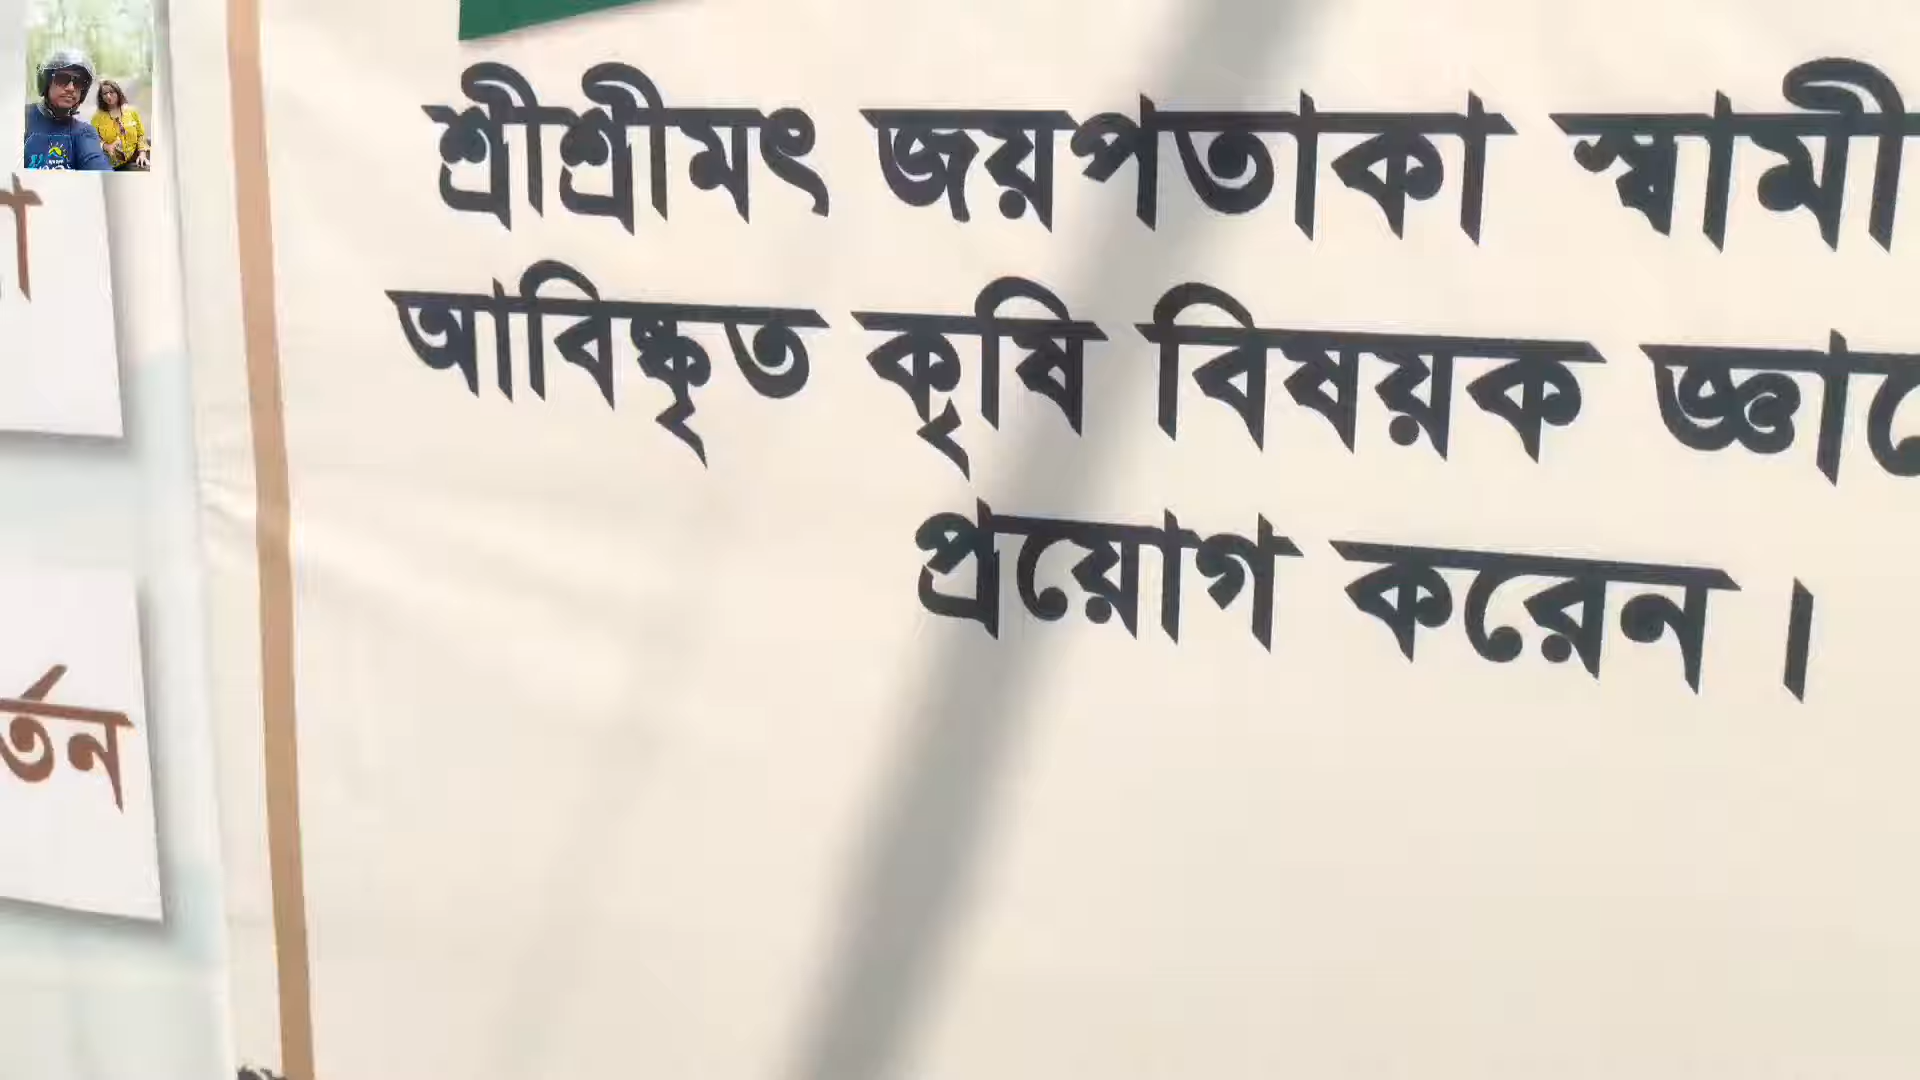 শ্রীশ্রীমৎ জয়পতাকা স্বামী
আবিষ্কৃত কৃষি বিষয়ক
প্রয়োগ করেন ।